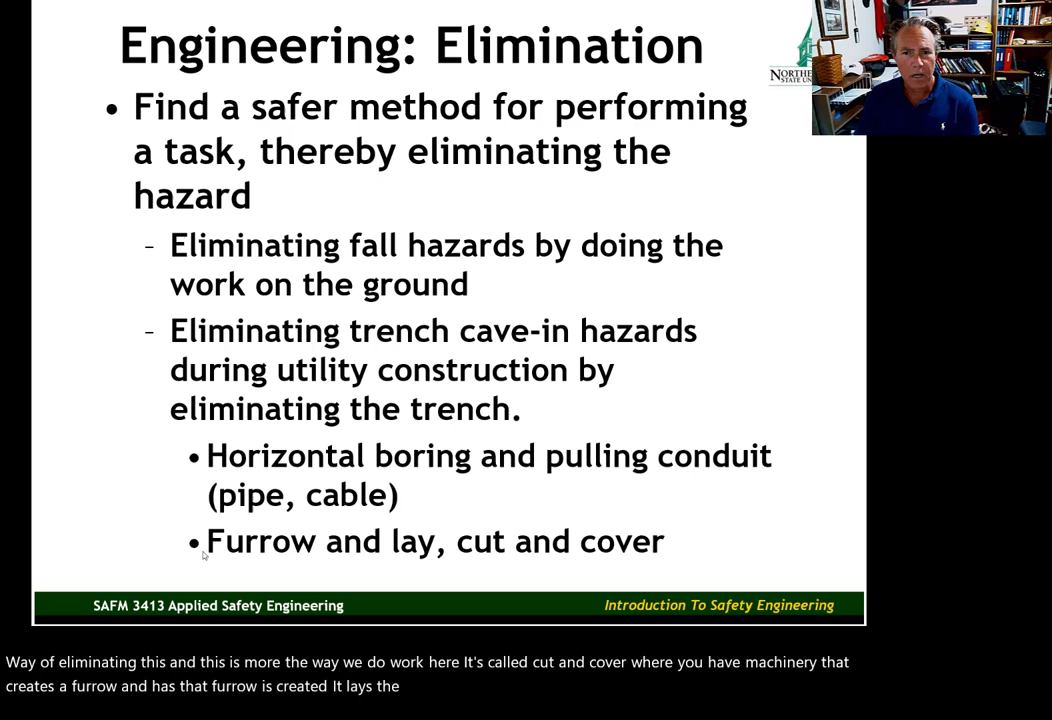 Engineering: Elimination
• Find a safer method for performing
a task, thereby eliminating the
hazard
– Eliminating fall hazards by doing the
work on the ground
– Eliminating trench cave-in hazards
during utility construction by
eliminating the trench.
• Horizontal boring and pulling conduit
(pipe, cable)
• Furrow and lay, cut and cover
SAFM 3413 Applied Safety Engineering
Introduction To Safety Engineering
Way of eliminating this and this is more the way we do work here It's called cut and cover where you have machinery that
creates a furrow and has that furrow is created It lays the